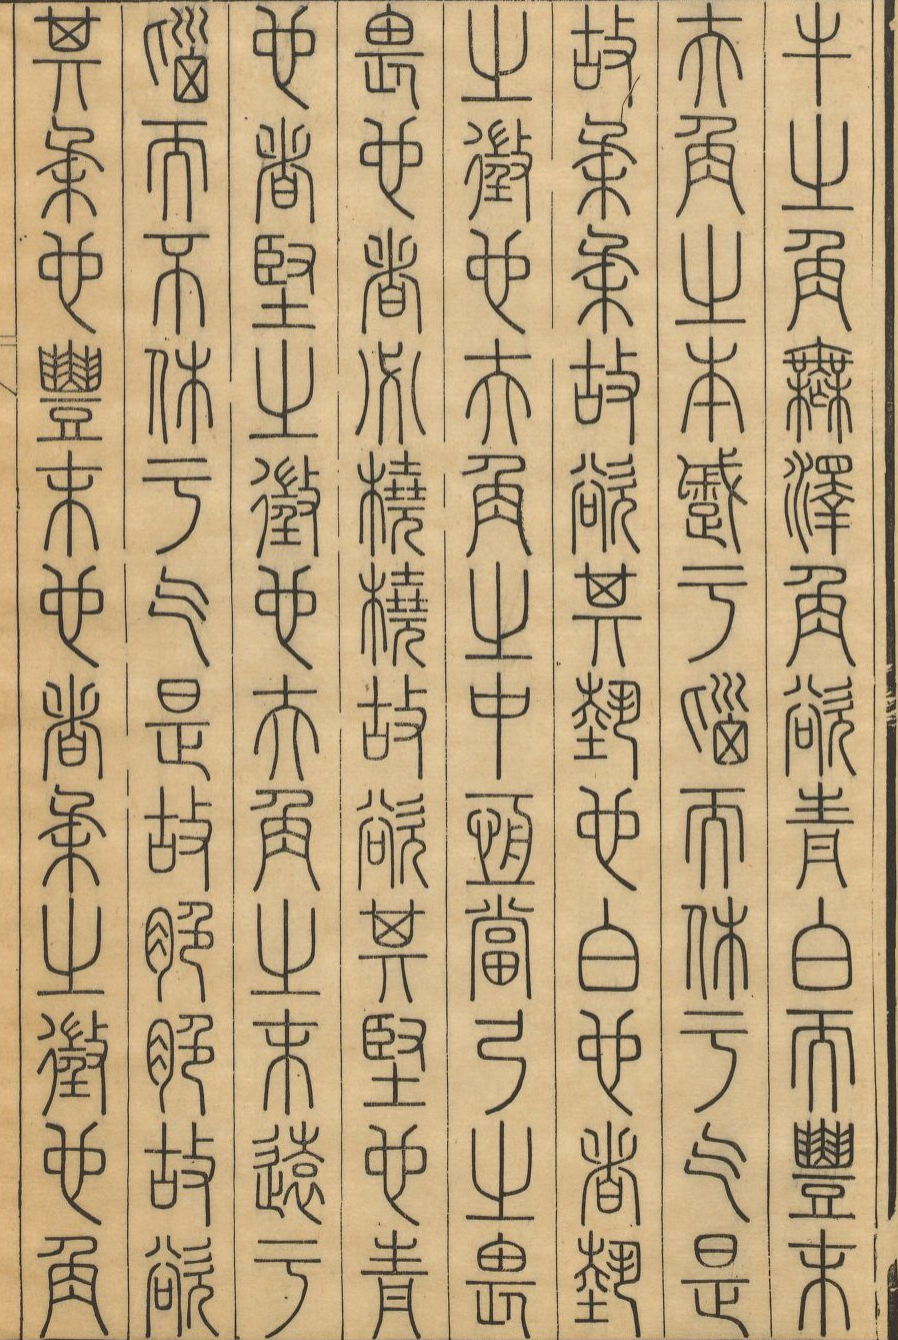 牛之角無澤角欲青白而豐末
夫角之本蹙于腦而休于气是
故柔柔故欲其埶也白也者埶
之徵也夫角之中恆當弓之畏
畏也者必橈橈故欲其堅也青
也者堅之徵也夫角之末遠于
腦而不休于气是故脃脃故欲
其柔也豐末也者柔之徵也角